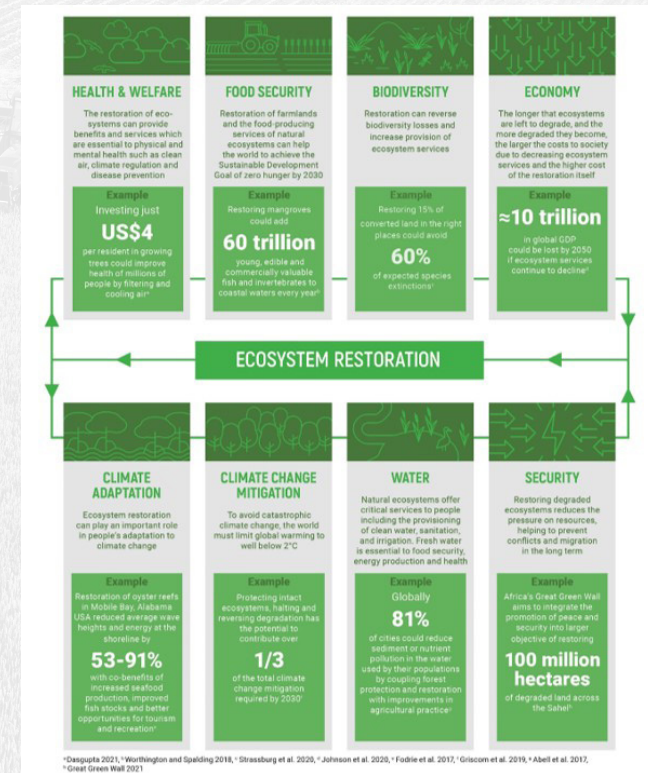 HEALTH & WELFARE
The restoration of eco-
systems can provide
benefits and services which
are essential to physical and
mental health such as clean
air, climate regulation and
disease prevention
Example
Investing just
US$4
per resident in growing
trees could improve
health of millions of
people by filtering and
cooling airᵃ
FOOD SECURITY
Restoration of farmlands
and the food-producing
services of natural
ecosystems can help
the world to achieve the
Sustainable Development
Goal of zero hunger by 2030
Example
Restoring mangroves
could add
60 trillion
young, edible and
commercially valuable
fish and invertebrates to
coastal waters every yearᵇ
BIODIVERSITY
Restoration can reverse
biodiversity losses and
increase provision of
ecosystem services
Example
Restoring 15% of
converted land in the right
places could avoid
60%
of expected species
extinctionsᶜ
ECONOMY
The longer that ecosystems
are left to degrade, and the
more degraded they become,
the larger the costs to society
due to decreasing ecosystem
services and the higher cost
of the restoration itself
Example
≈10 trillion
in global GDP
could be lost by 2050
if ecosystem services
continue to declineᵈ
ECOSYSTEM RESTORATION
CLIMATE
ADAPTATION
Ecosystem restoration
can play an important role
in people's adaptation to
climate change
Example
Restoration of oyster reefs
in Mobile Bay, Alabama
USA reduced average wave
heights and energy at the
shoreline by
53-91%
with co-benefits of
increased seafood
production, improved
fish stocks and better
opportunities for tourism
and recreationᵉ
CLIMATE CHANGE
MITIGATION
To avoid catastrophic
climate change, the world
must limit global warming to
well below 2°C
Example
Protecting intact
ecosystems, halting and
reversing degradation has
the potential to
contribute over
1/3
of the total climate
change mitigation
required by 2030ᶠ
WATER
Natural ecosystems offer
critical services to people
including the provisioning
of clean water, sanitation,
and irrigation. Fresh water
is essential to food security,
energy production and health
Example
Globally
81%
of cities could reduce
sediment or nutrient
pollution in the water
used by their populations
by coupling forest
protection and restoration
with improvements in
agricultural practiceᵍ
SECURITY
Restoring degraded
ecosystems reduces the
pressure on resources,
helping to prevent
conflicts and migration
in the long term
Example
Africa's Great Green Wall
aims to integrate the
promotion of peace and
security into larger
objective of restoring
100 million
hectares
of degraded land across
the Sahelʰ
ᵃ Dasgupta 2021, ᵇ Worthington and Spalding 2018, ᶜ Strassburg et al. 2020, ᵈ Johnson et al. 2020, ᵉ Fodrie et al. 2017, ᶠ Griscom et al. 2019, ᵍ Abell et al. 2017,
ʰ Great Green Wall 2021